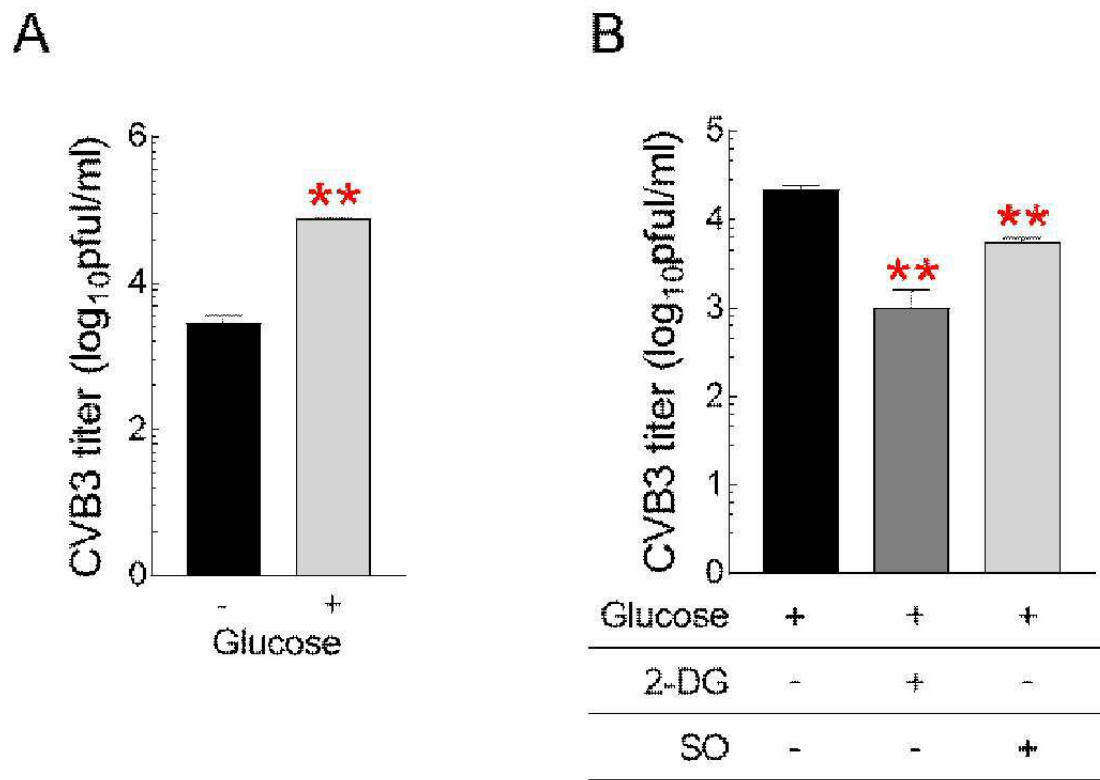 A
CVB3 titer (log10pful/ml)
6
4
2
0
**
- +
Glucose
B
CVB3 titer (log10pful/ml)
5
4
3
2
1
0
**
**
Glucose + + +
2-DG - + -
SO - - +